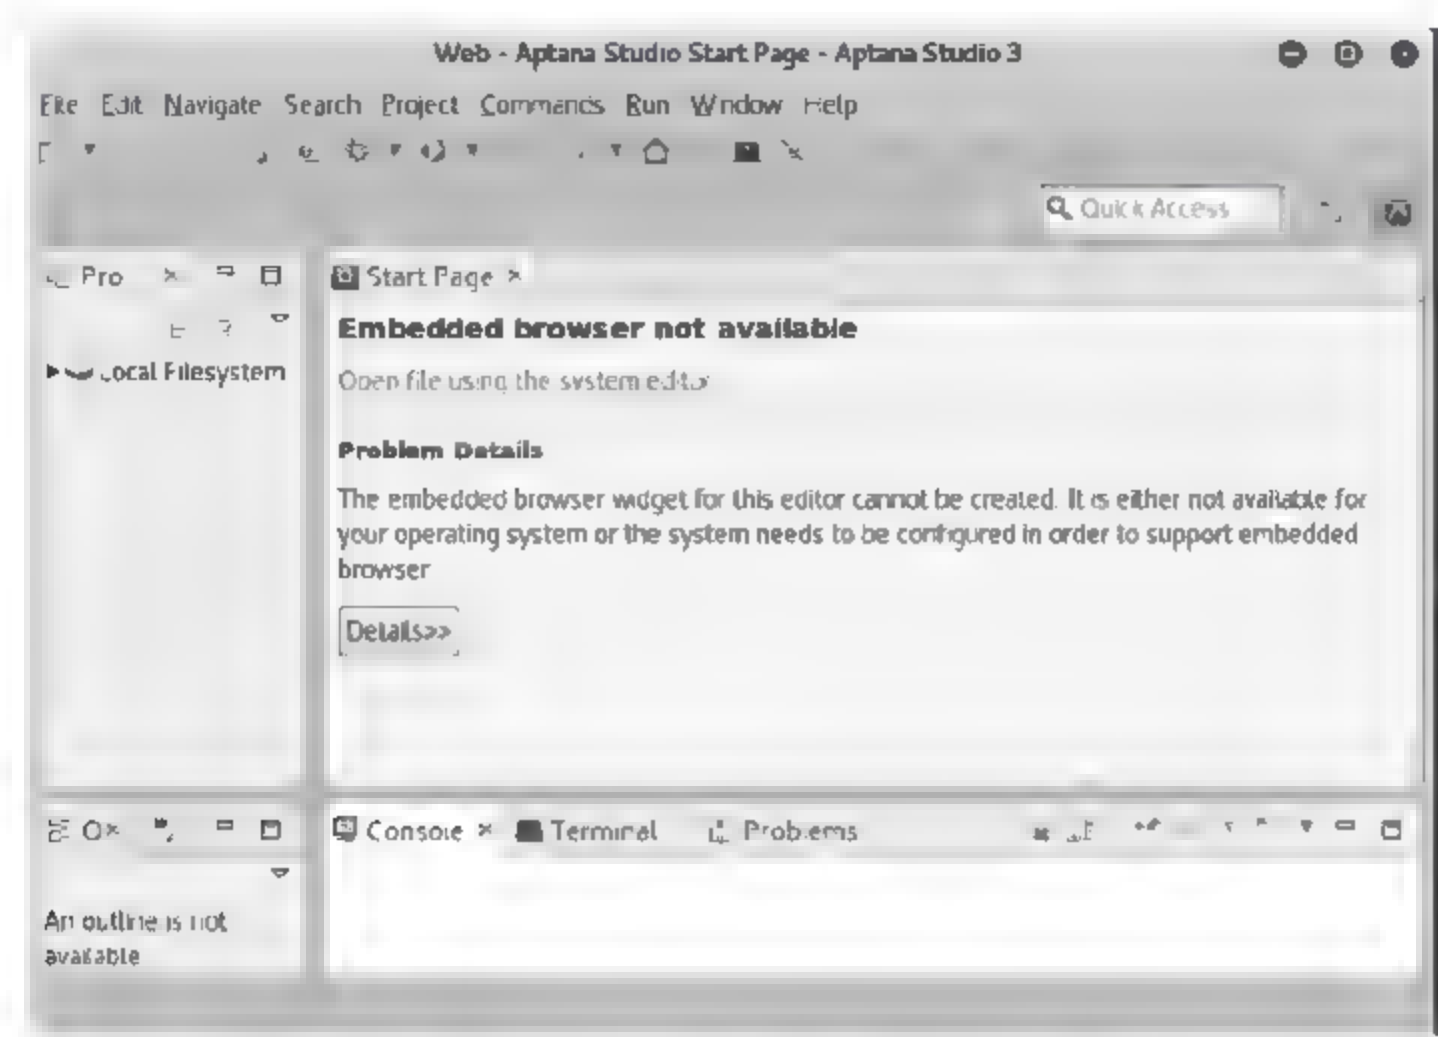 Web - Aptana Studio Start Page - Aptana Studio 3
File Edit Navigate Search Project Commands Run Window Help
Quick Access
Pro
Start Page
Embedded browser not available
Local Filesystem
Open file using the system editor
Problem Details
The embedded browser widget for this editor cannot be created. It is either not available for
your operating system or the system needs to be configured in order to support embedded
browser
Details>>
O
Console Terminal Problems
An outline is not
available